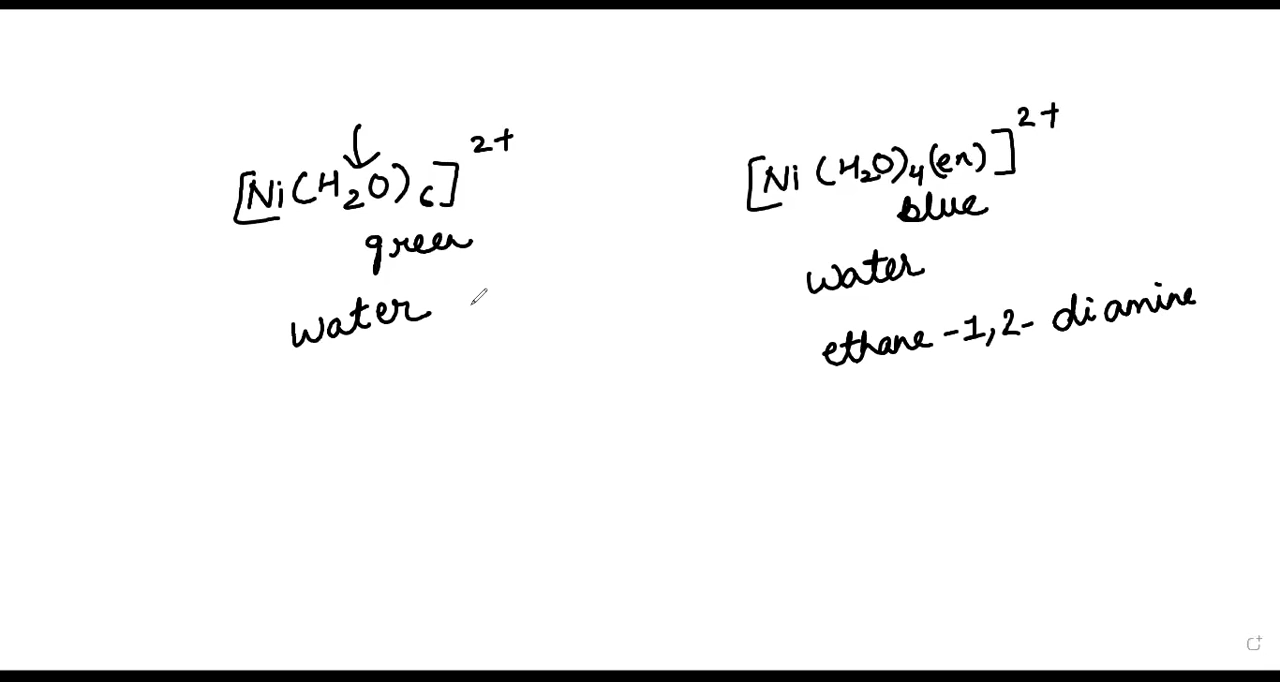 [Ni(H₂O)₆]²⁺
green
water
[Ni(H₂O)₄(en)]²⁺
blue
water
ethane-1,2-diamine